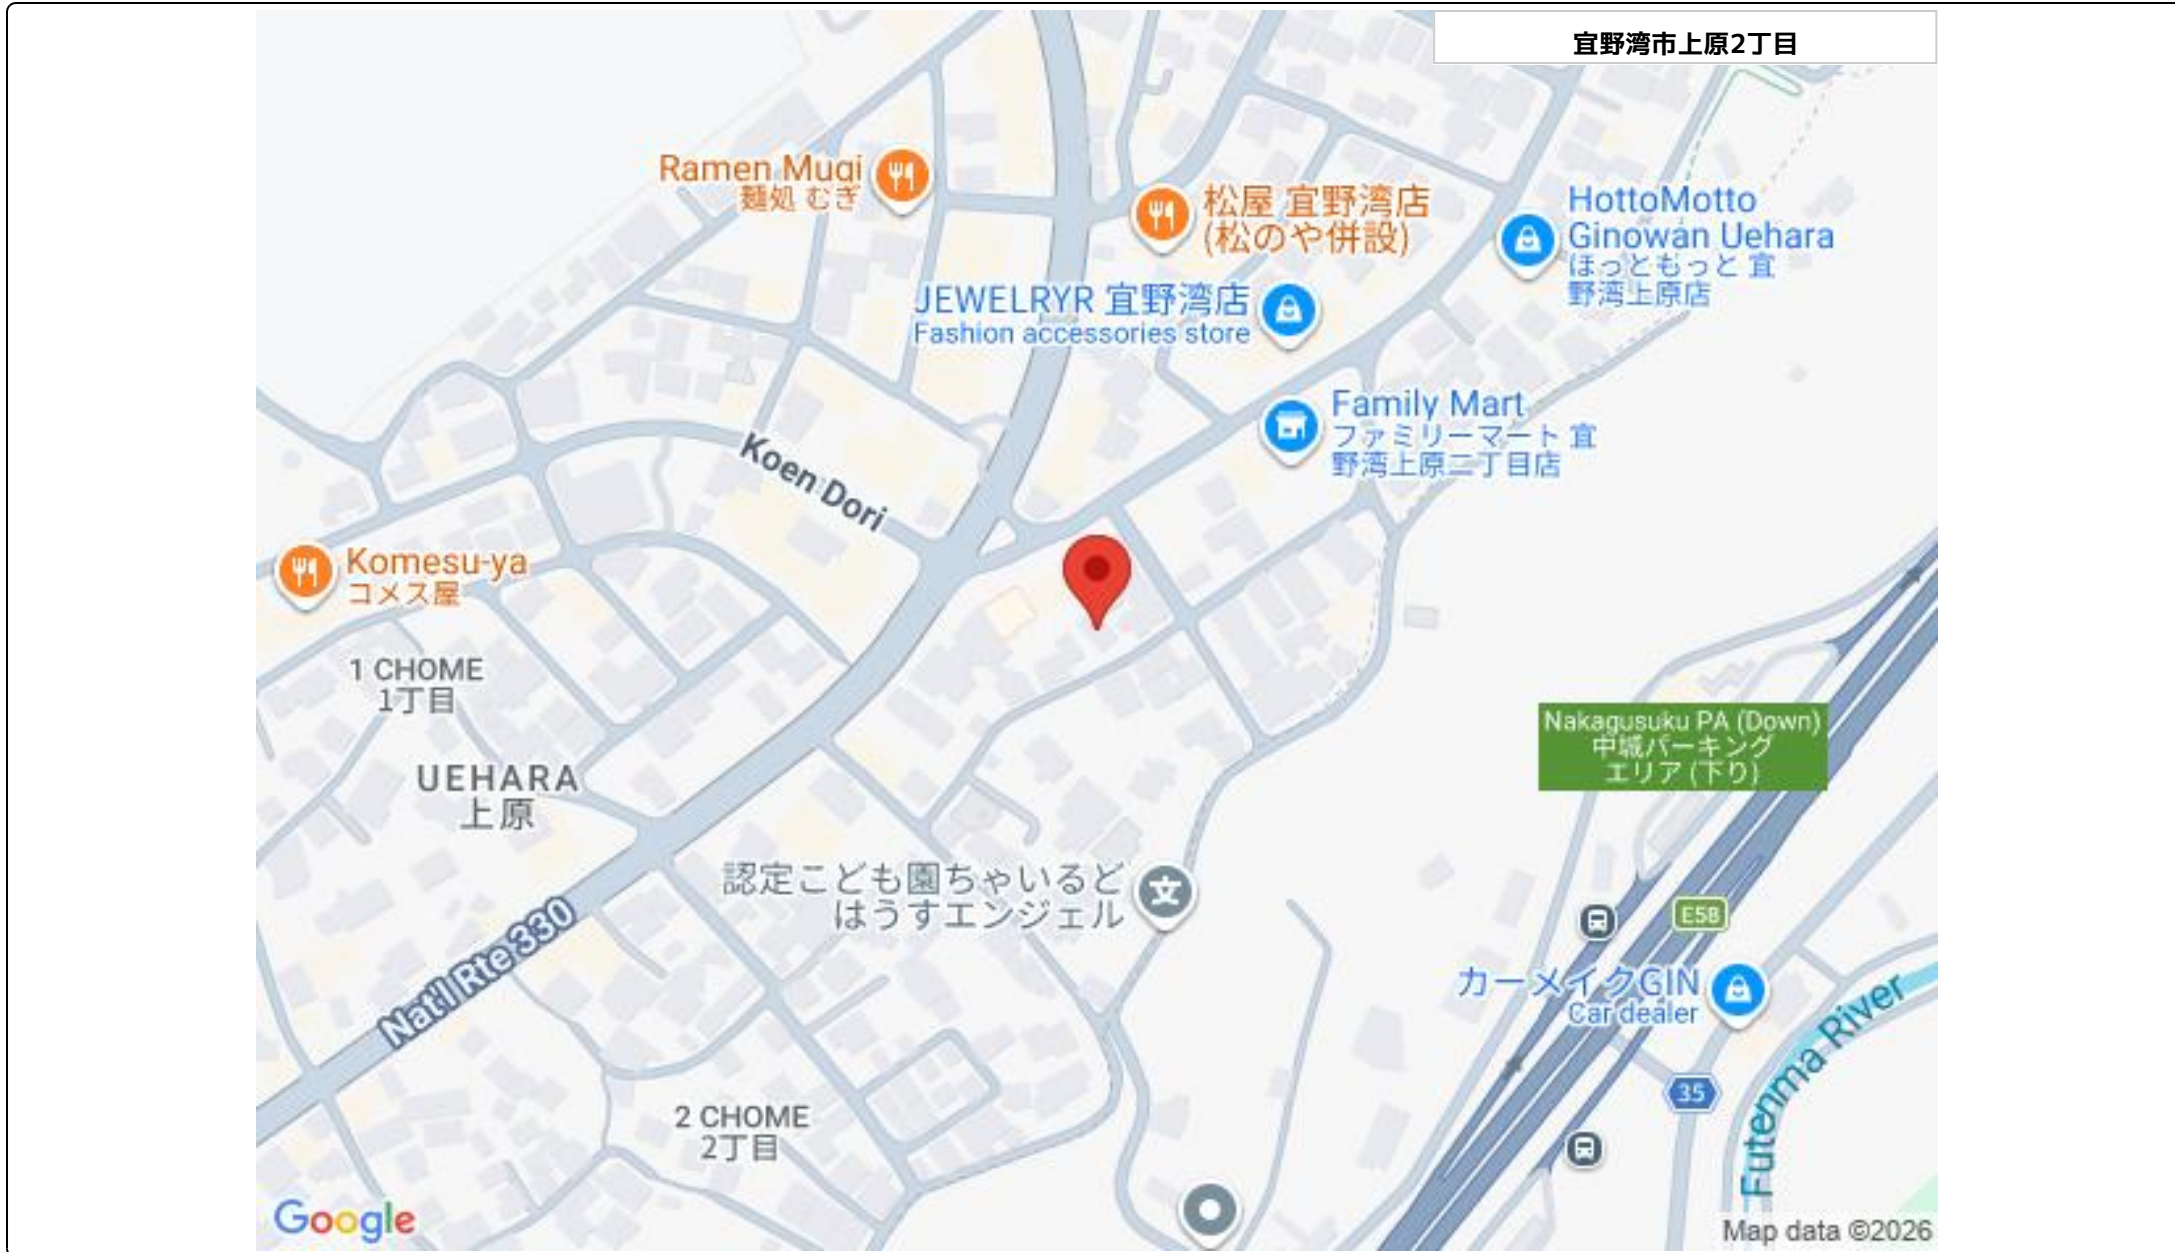 宜野湾市上原2丁目
Ramen Mugi
麺処 むぎ
松屋 宜野湾店
(松のや併設)
HottoMotto
Ginowan Uehara
ほっともっと 宜
野湾上原店
JEWELRYR 宜野湾店
Fashion accessories store
Family Mart
ファミリーマート 宜
野湾上原二丁目店
Koen Dori
Komesu-ya
コメス屋
1 CHOME
1丁目
UEHARA
上原
Nakagusuku PA (Down)
中城パーキング
エリア (下り)
認定こども園ちゃいるど
はうすエンジェル
文
Nat'l Rte 330
E58
カーメイクGIN
Car dealer
35
Futenma River
2 CHOME
2丁目
Google
Map data ©2026